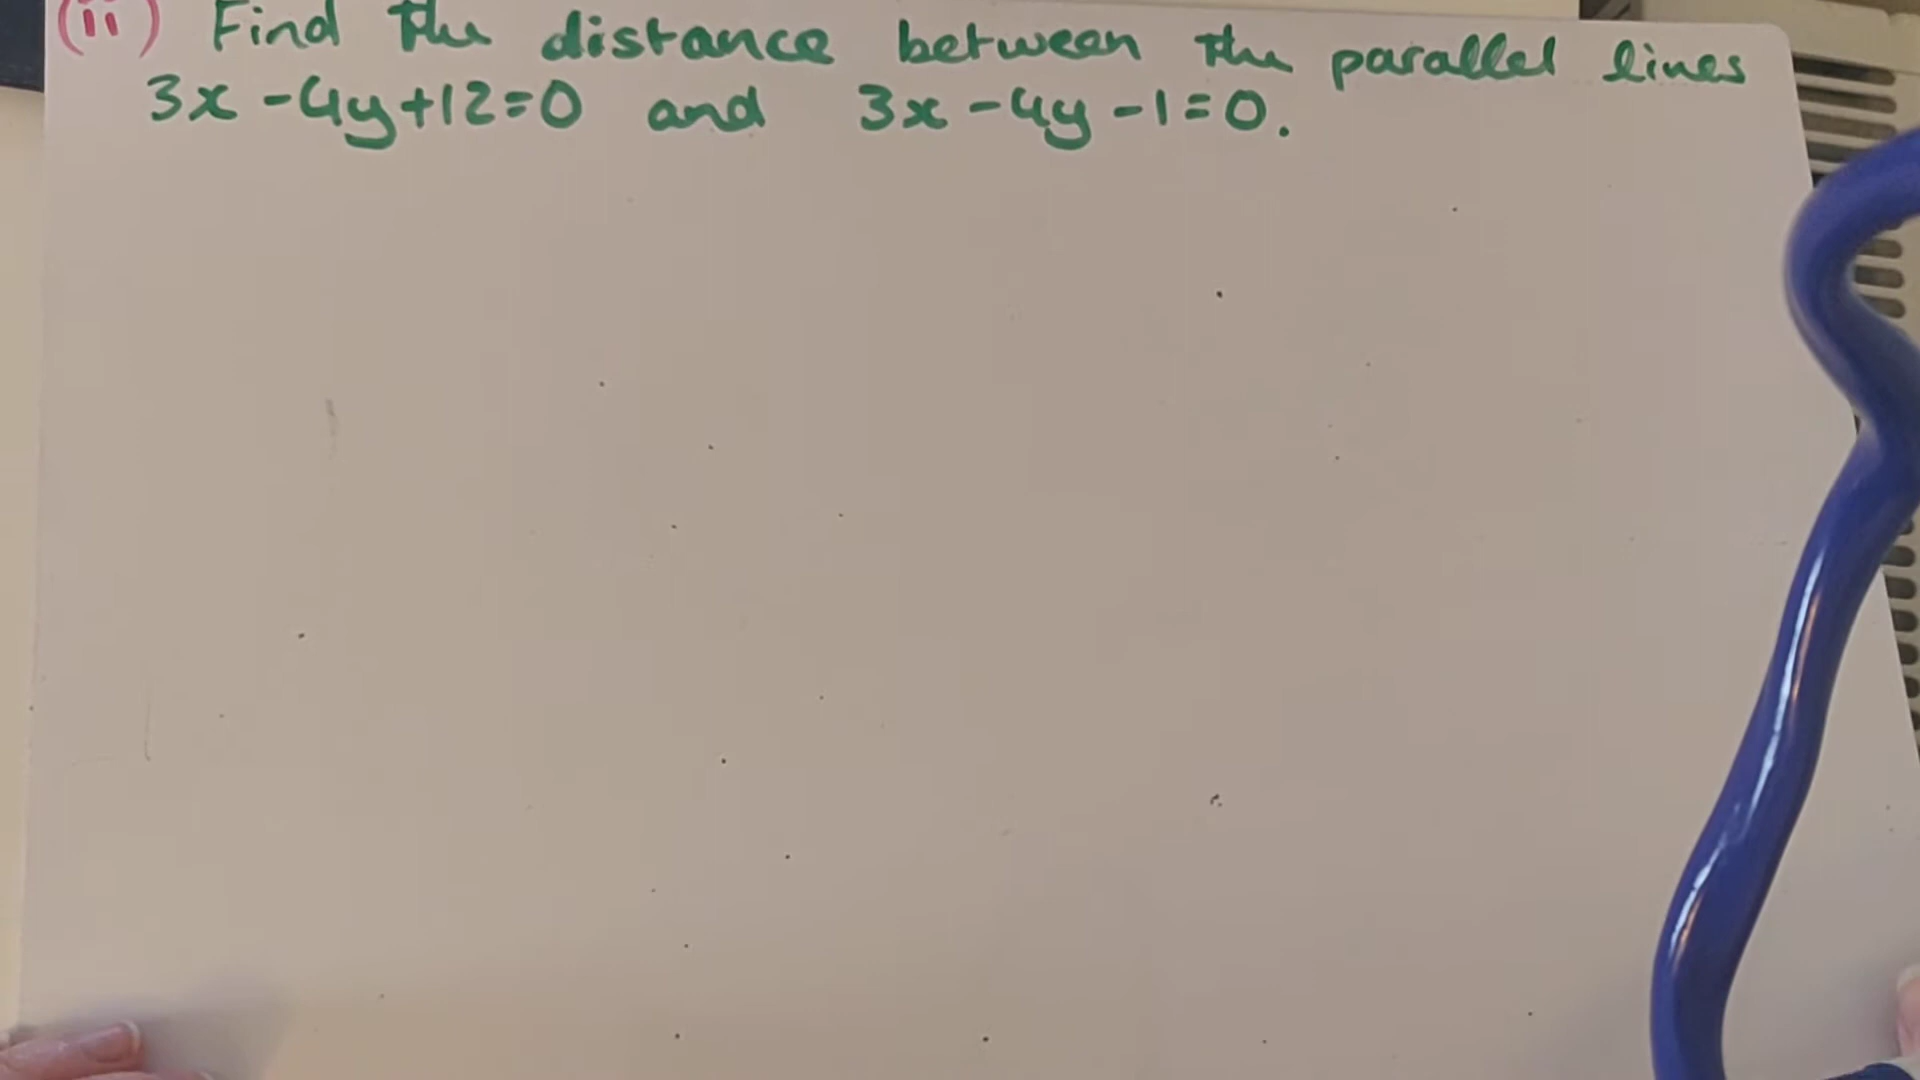 (ii) Find the distance between the parallel lines
3x - 4y + 12 = 0 and 3x - 4y - 1 = 0.